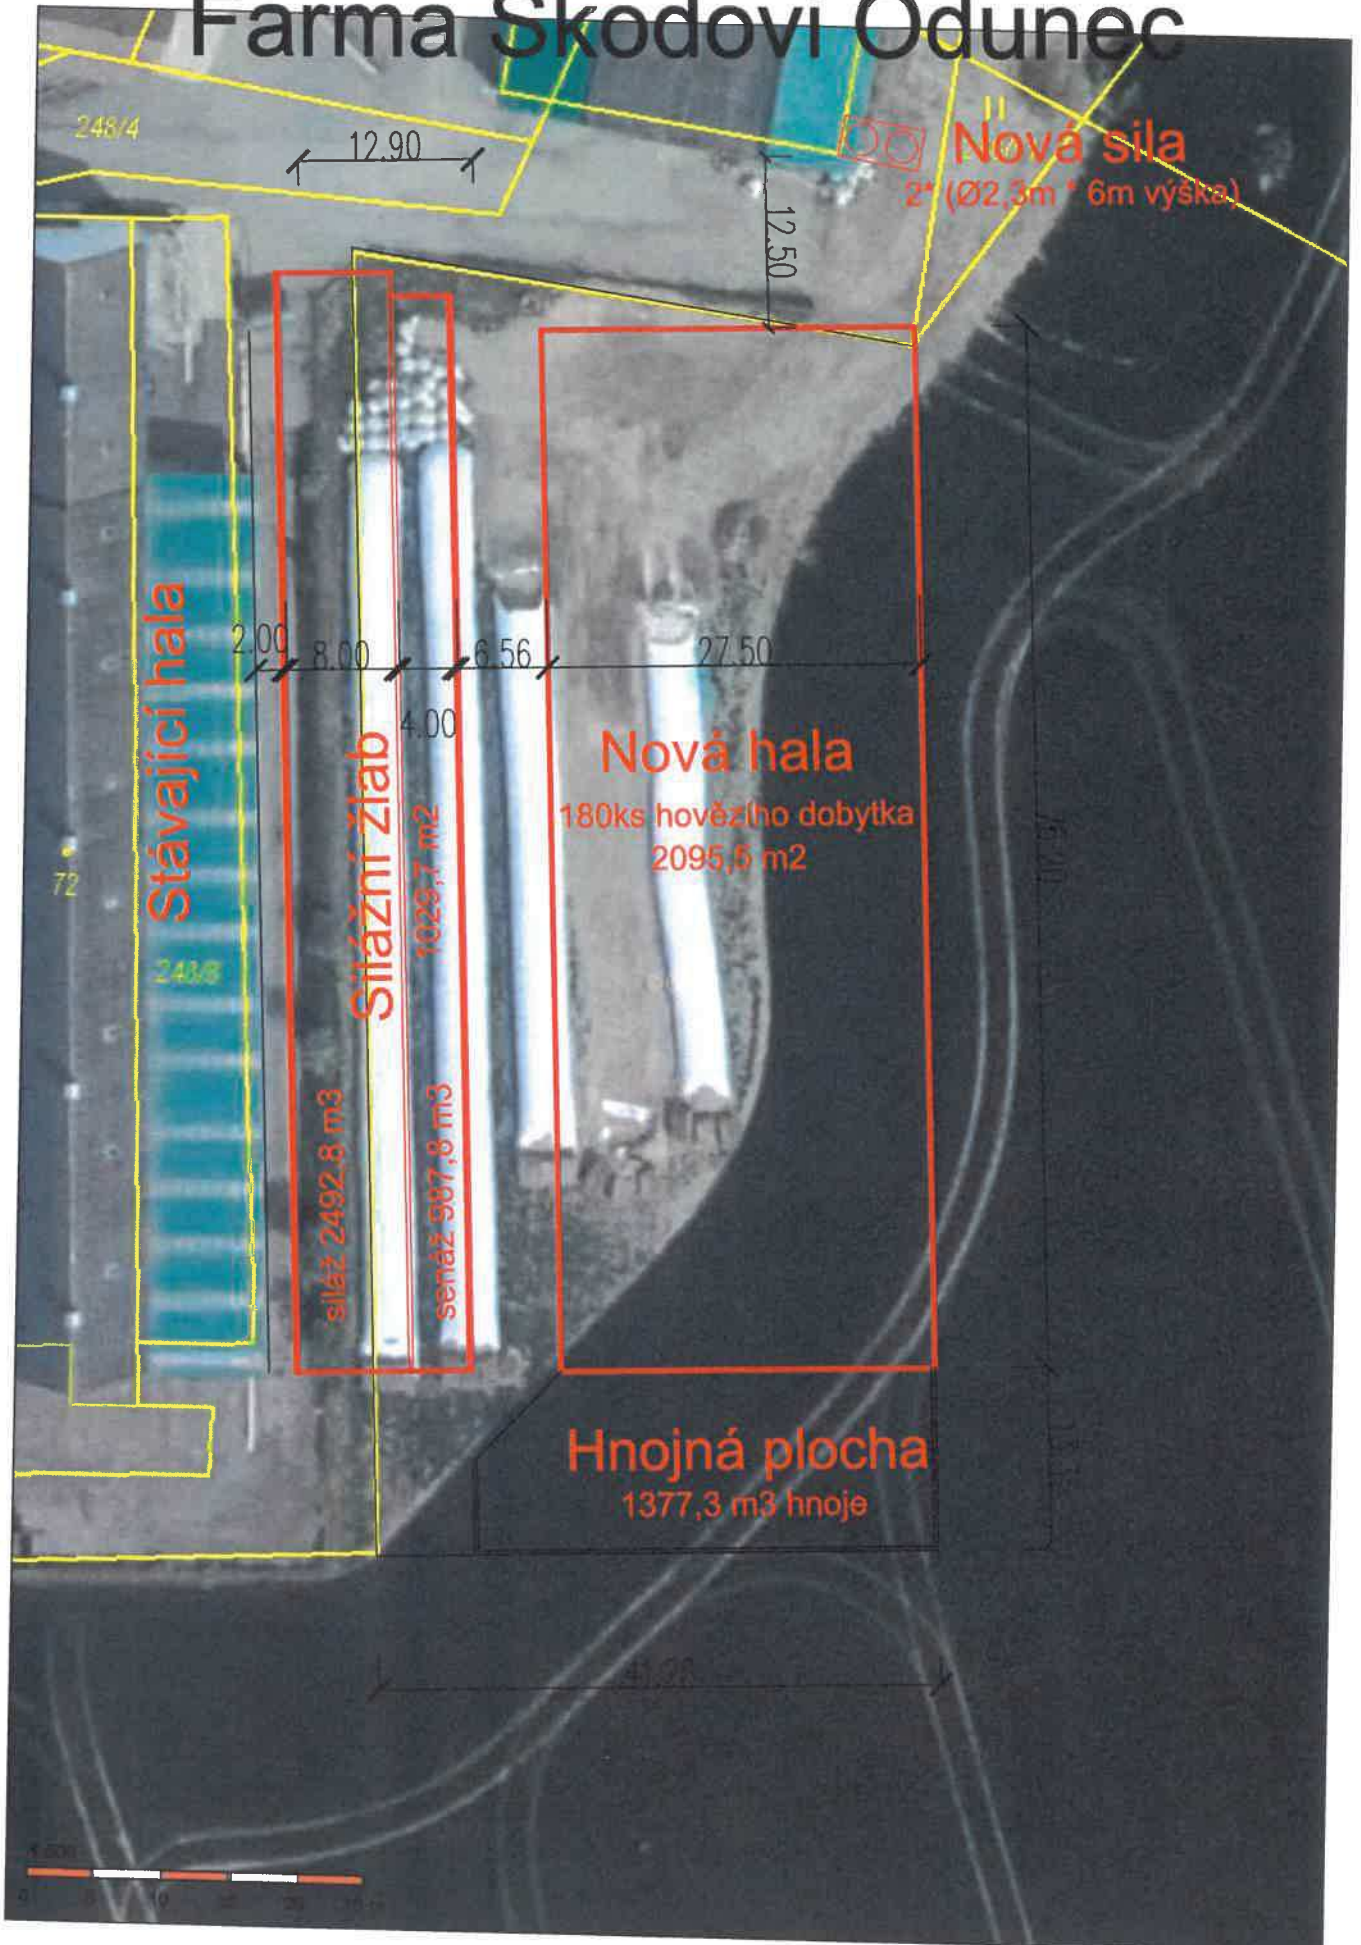 Farma Škodovi Odunec
248/4
12.90
Nová sila
2* (Ø2,3m * 6m výška)
12.50
Stávající hala
2.00
8.00
4.00
6.56
27.50
Silážní žlab
1029,7 m2
Nová hala
180ks hovězího dobytka
2095,5 m2
72
248/8
siláž 2492,8 m3
senáž 987,8 m3
Hnojná plocha
1377,3 m3 hnoje